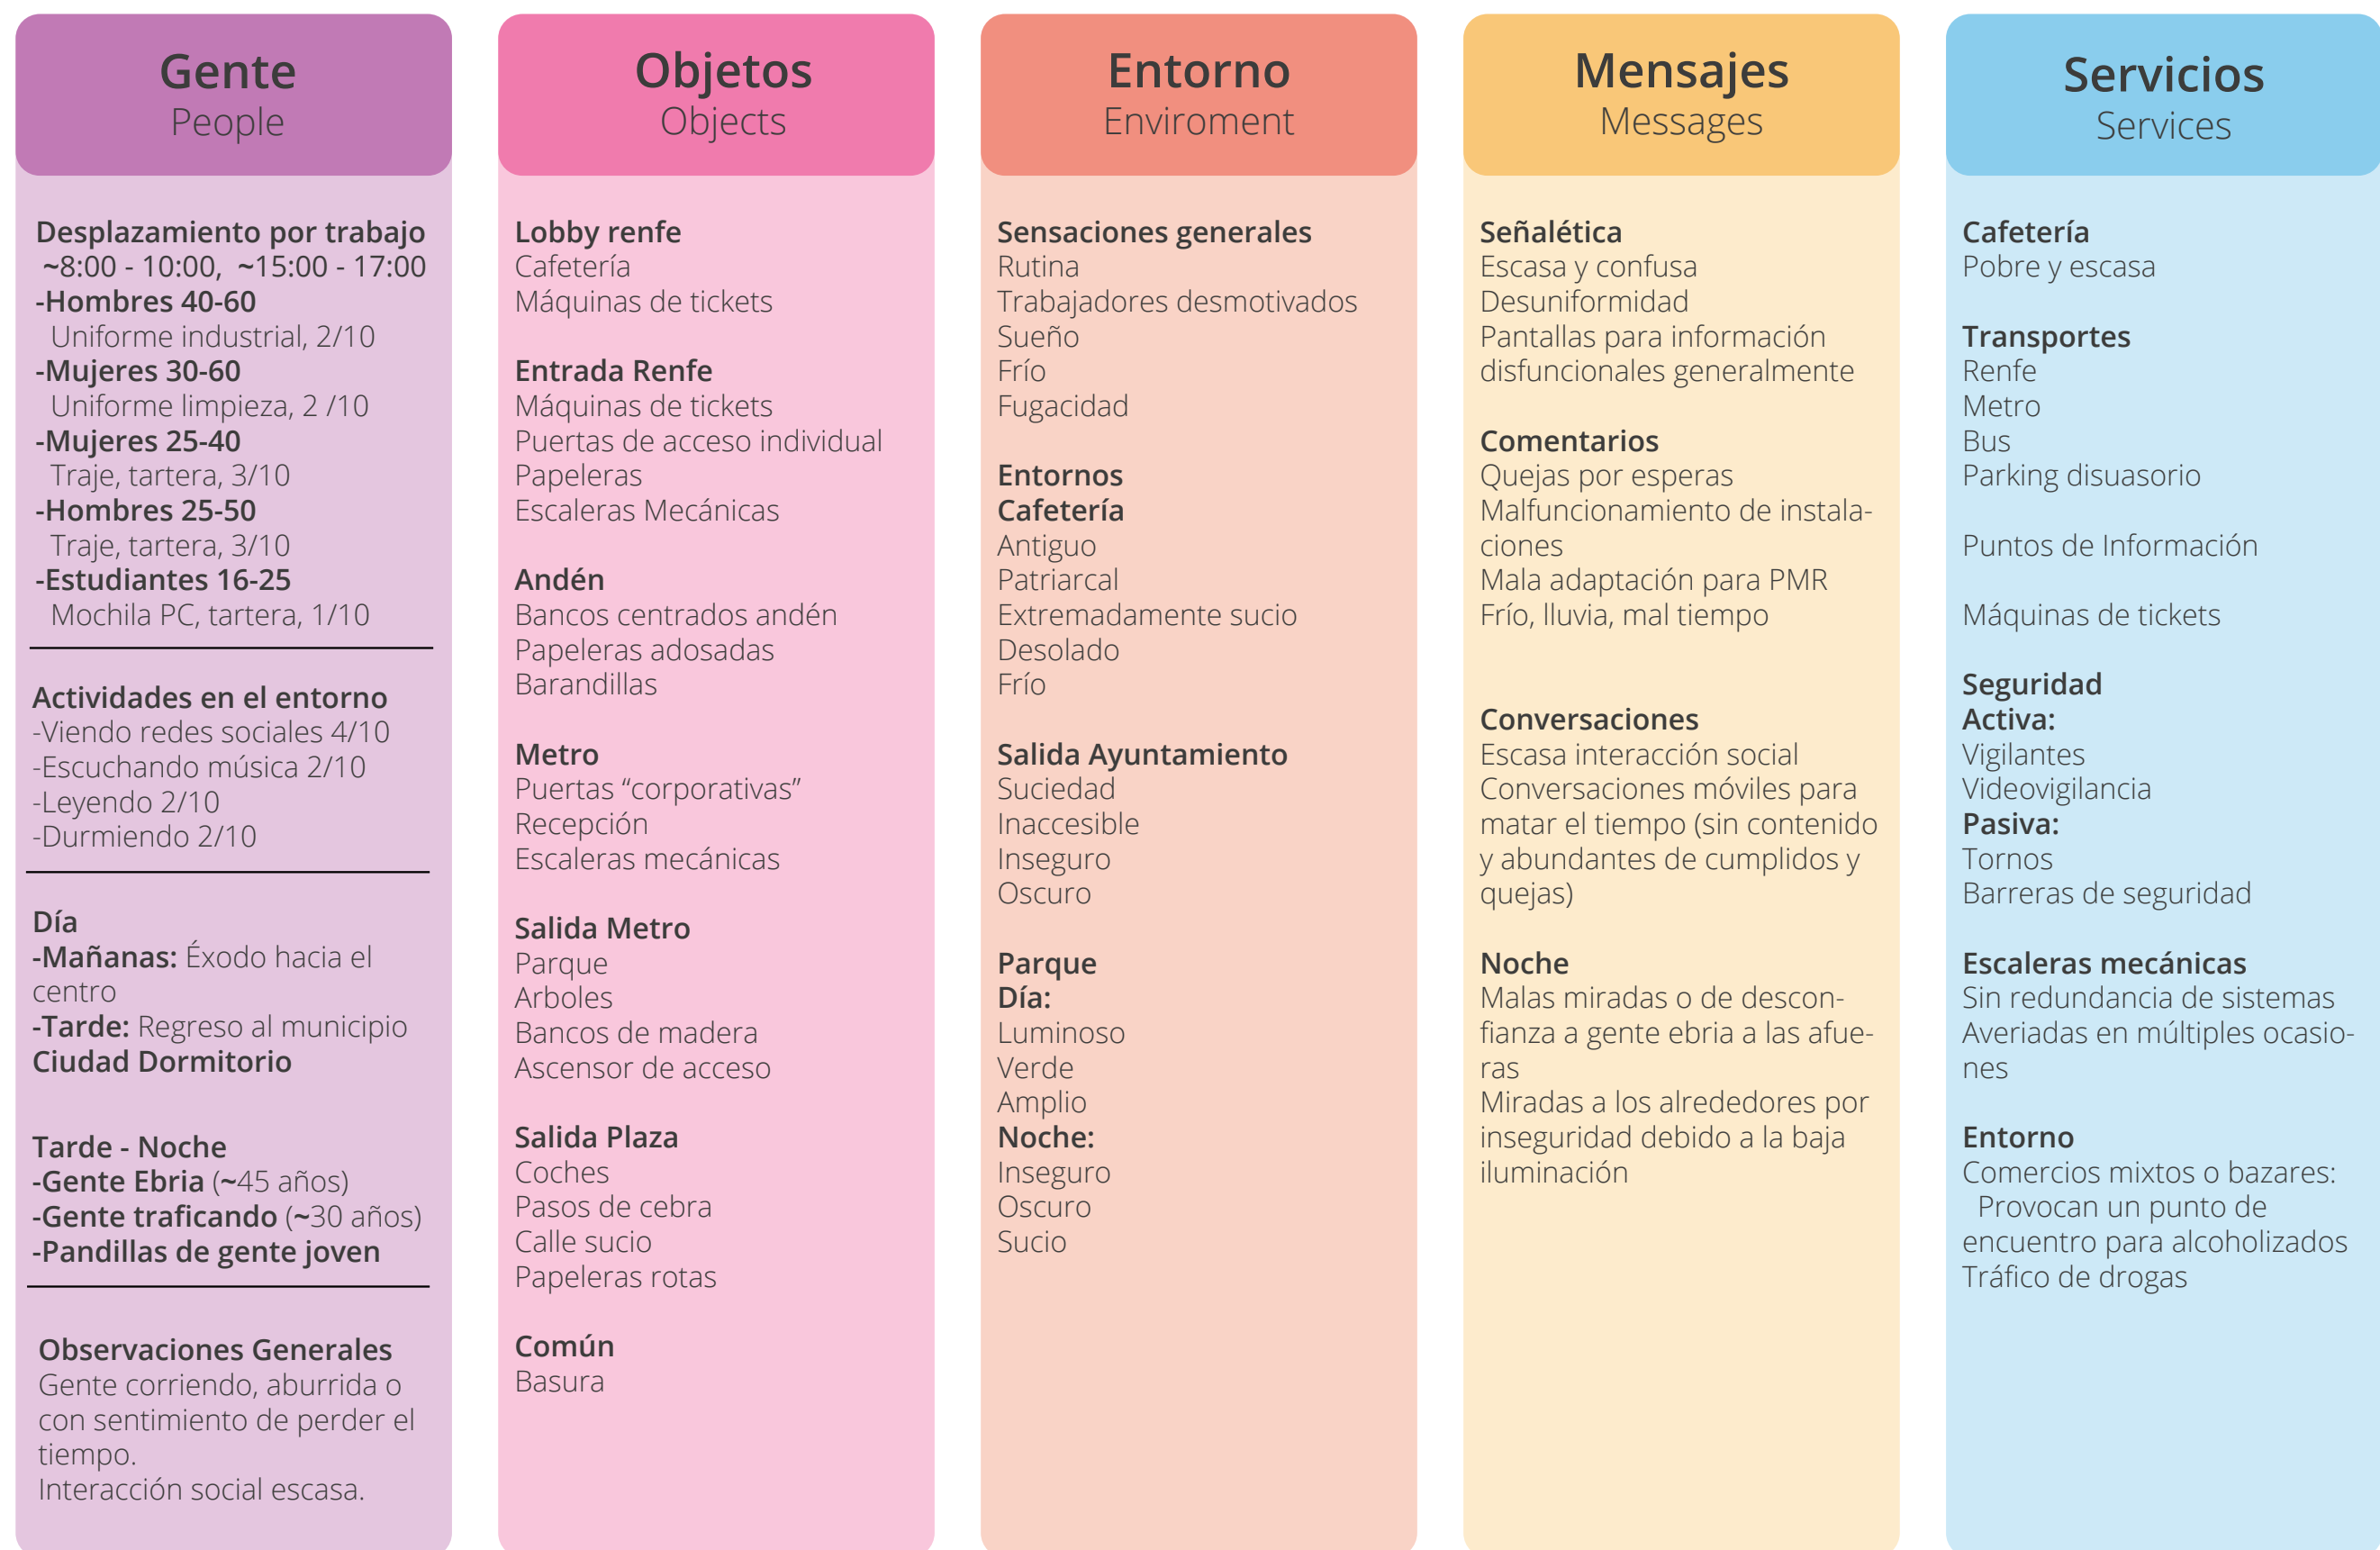 Gente
People
Desplazamiento por trabajo
~8:00 - 10:00, ~15:00 - 17:00
-Hombres 40-60
Uniforme industrial, 2/10
-Mujeres 30-60
Uniforme limpieza, 2 /10
-Mujeres 25-40
Traje, tartera, 3/10
-Hombres 25-50
Traje, tartera, 3/10
-Estudiantes 16-25
Mochila PC, tartera, 1/10
Actividades en el entorno
-Viendo redes sociales 4/10
-Escuchando música 2/10
-Leyendo 2/10
-Durmiendo 2/10
Día
-Mañanas: Éxodo hacia el
centro
-Tarde: Regreso al municipio
Ciudad Dormitorio
Tarde - Noche
-Gente Ebria (~45 años)
-Gente traficando (~30 años)
-Pandillas de gente joven
Observaciones Generales
Gente corriendo, aburrida o
con sentimiento de perder el
tiempo.
Interacción social escasa.
Objetos
Objects
Lobby renfe
Cafetería
Máquinas de tickets
Entrada Renfe
Máquinas de tickets
Puertas de acceso individual
Papeleras
Escaleras Mecánicas
Andén
Bancos centrados andén
Papeleras adosadas
Barandillas
Metro
Puertas “corporativas”
Recepción
Escaleras mecánicas
Salida Metro
Parque
Arboles
Bancos de madera
Ascensor de acceso
Salida Plaza
Coches
Pasos de cebra
Calle sucio
Papeleras rotas
Común
Basura
Entorno
Enviroment
Sensaciones generales
Rutina
Trabajadores desmotivados
Sueño
Frío
Fugacidad
Entornos
Cafetería
Antiguo
Patriarcal
Extremadamente sucio
Desolado
Frío
Salida Ayuntamiento
Suciedad
Inaccesible
Inseguro
Oscuro
Parque
Día:
Luminoso
Verde
Amplio
Noche:
Inseguro
Oscuro
Sucio
Mensajes
Messages
Señalética
Escasa y confusa
Desuniformidad
Pantallas para información
disfuncionales generalmente
Comentarios
Quejas por esperas
Malfuncionamiento de instala-
ciones
Mala adaptación para PMR
Frío, lluvia, mal tiempo
Conversaciones
Escasa interacción social
Conversaciones móviles para
matar el tiempo (sin contenido
y abundantes de cumplidos y
quejas)
Noche
Malas miradas o de descon-
fianza a gente ebria a las afue-
ras
Miradas a los alrededores por
inseguridad debido a la baja
iluminación
Servicios
Services
Cafetería
Pobre y escasa
Transportes
Renfe
Metro
Bus
Parking disuasorio
Puntos de Información
Máquinas de tickets
Seguridad
Activa:
Vigilantes
Videovigilancia
Pasiva:
Tornos
Barreras de seguridad
Escaleras mecánicas
Sin redundancia de sistemas
Averiadas en múltiples ocasio-
nes
Entorno
Comercios mixtos o bazares:
Provocan un punto de
encuentro para alcoholizados
Tráfico de drogas